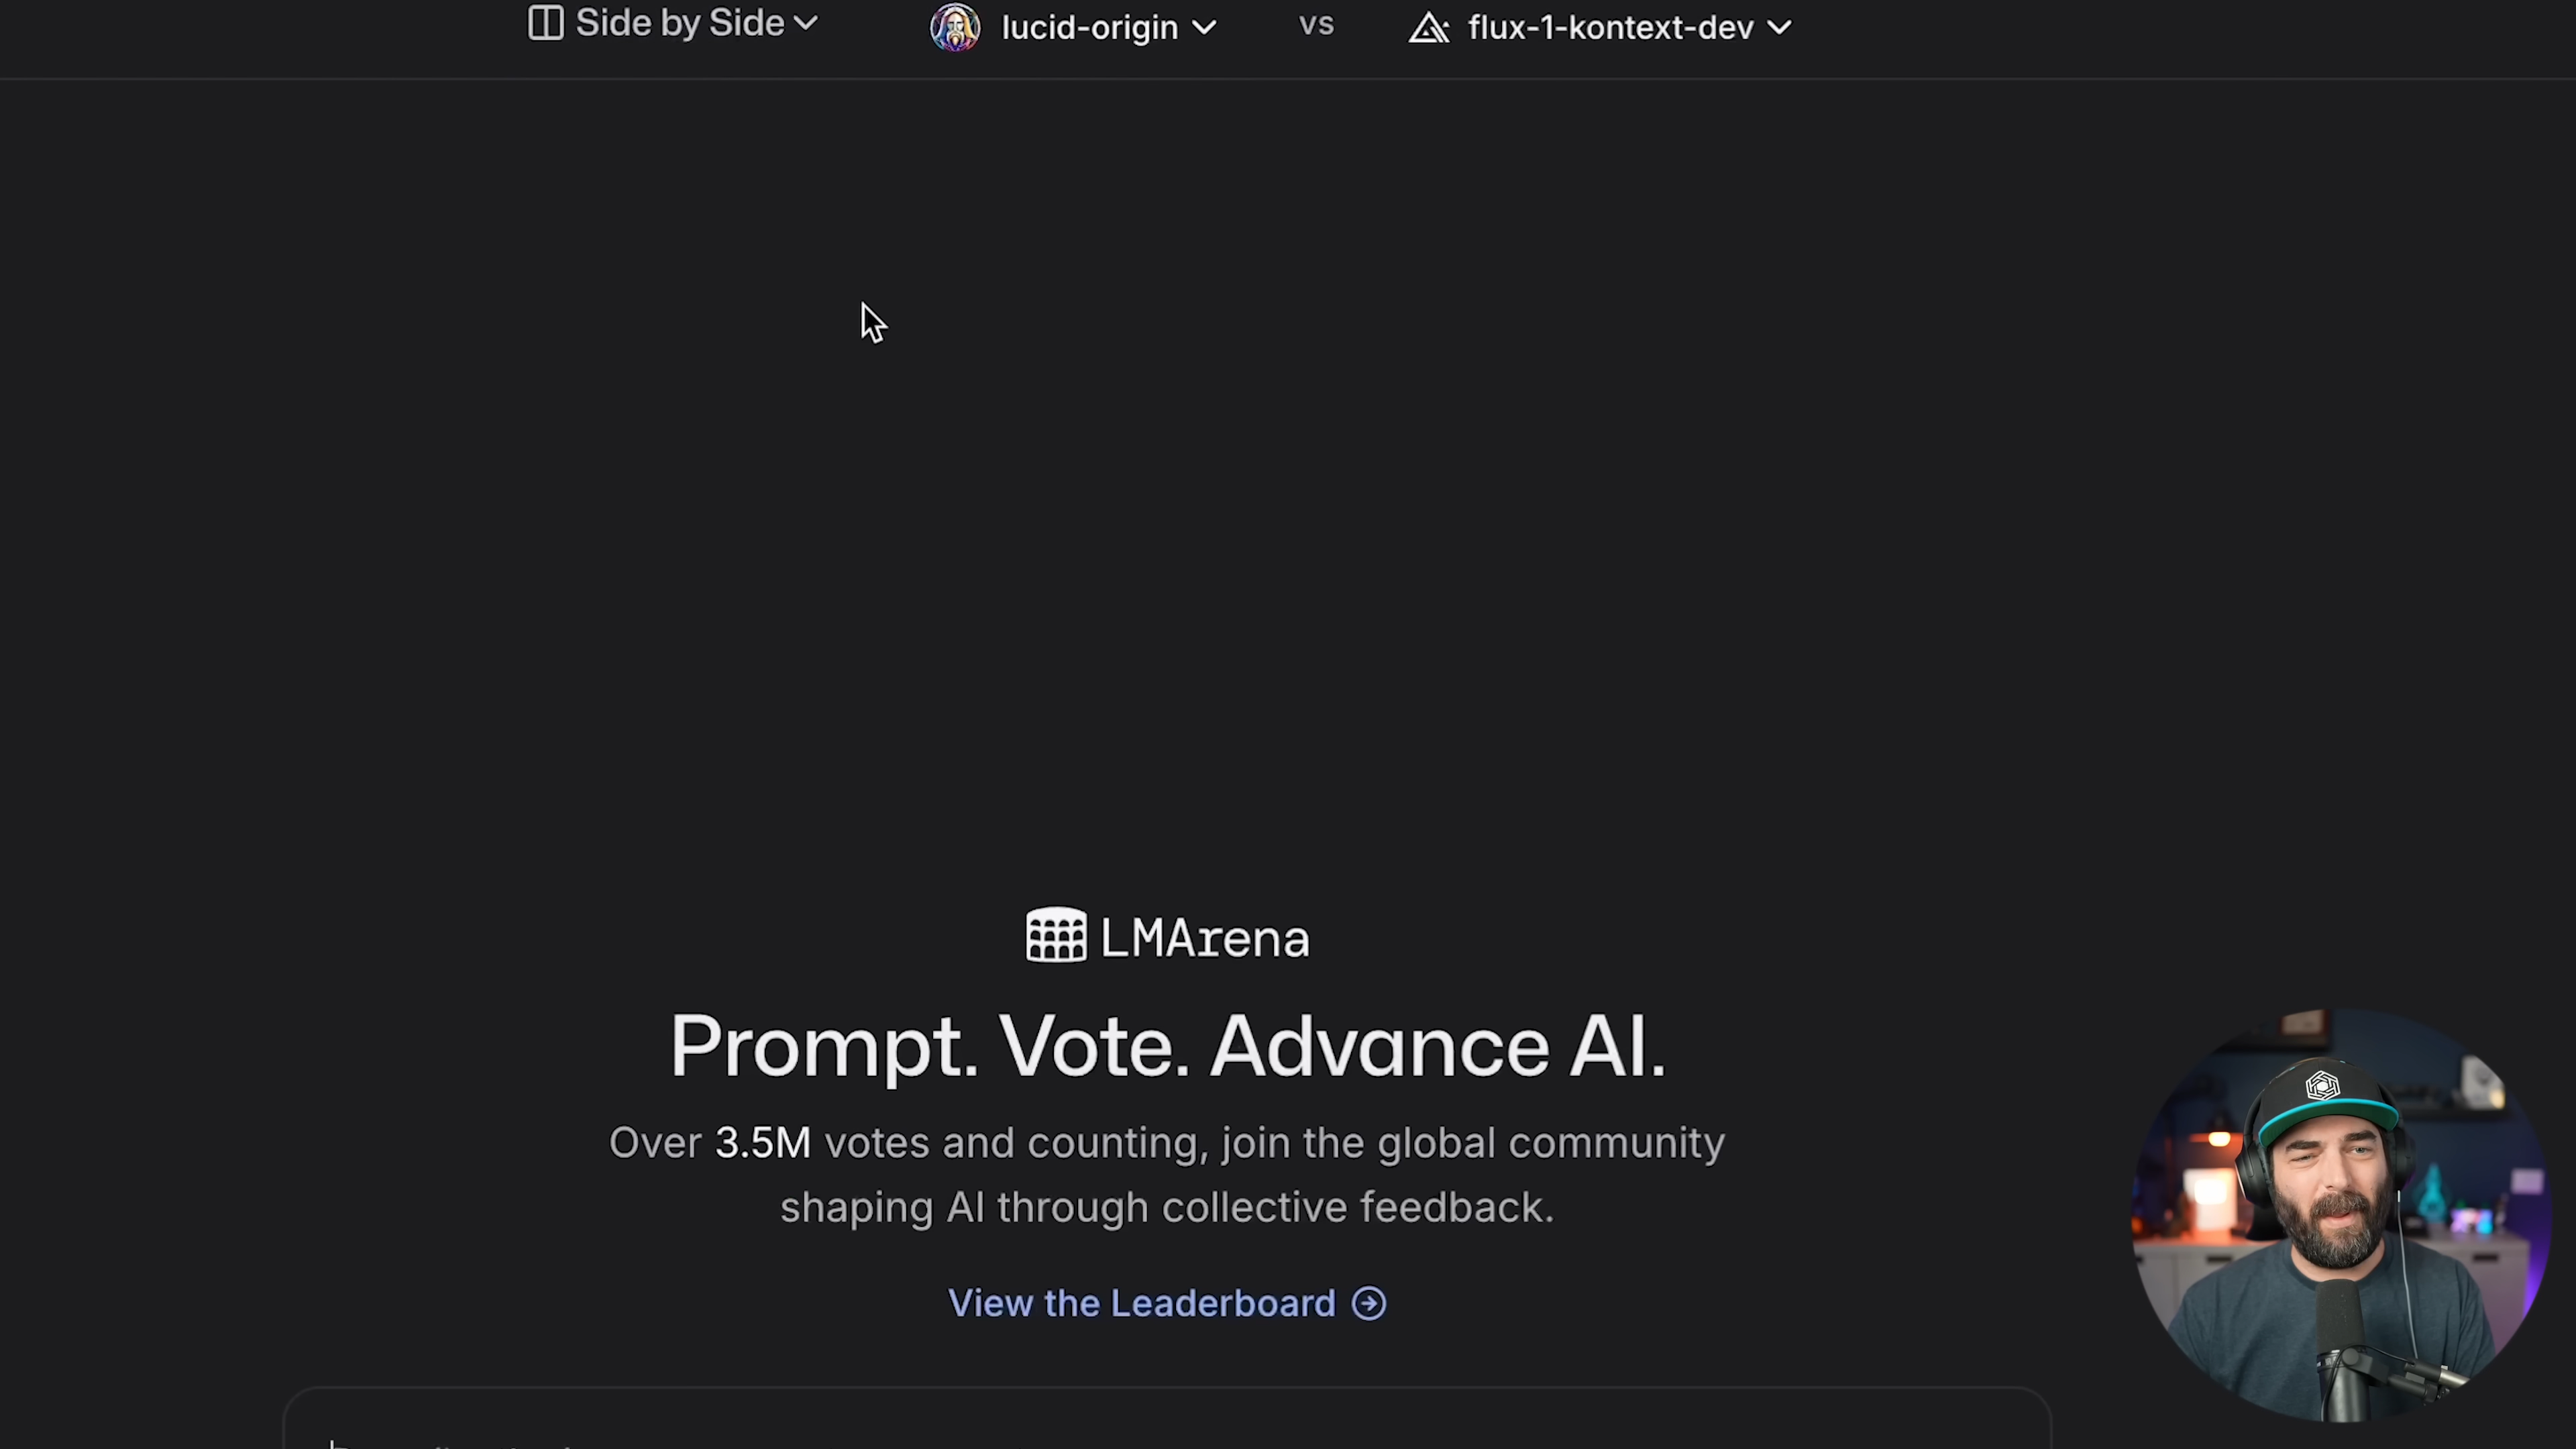 Side by Side
lucid-origin
vs
flux-1-kontext-dev
LMArena
Prompt. Vote. Advance AI.
Over 3.5M votes and counting, join the global community
shaping AI through collective feedback.
View the Leaderboard